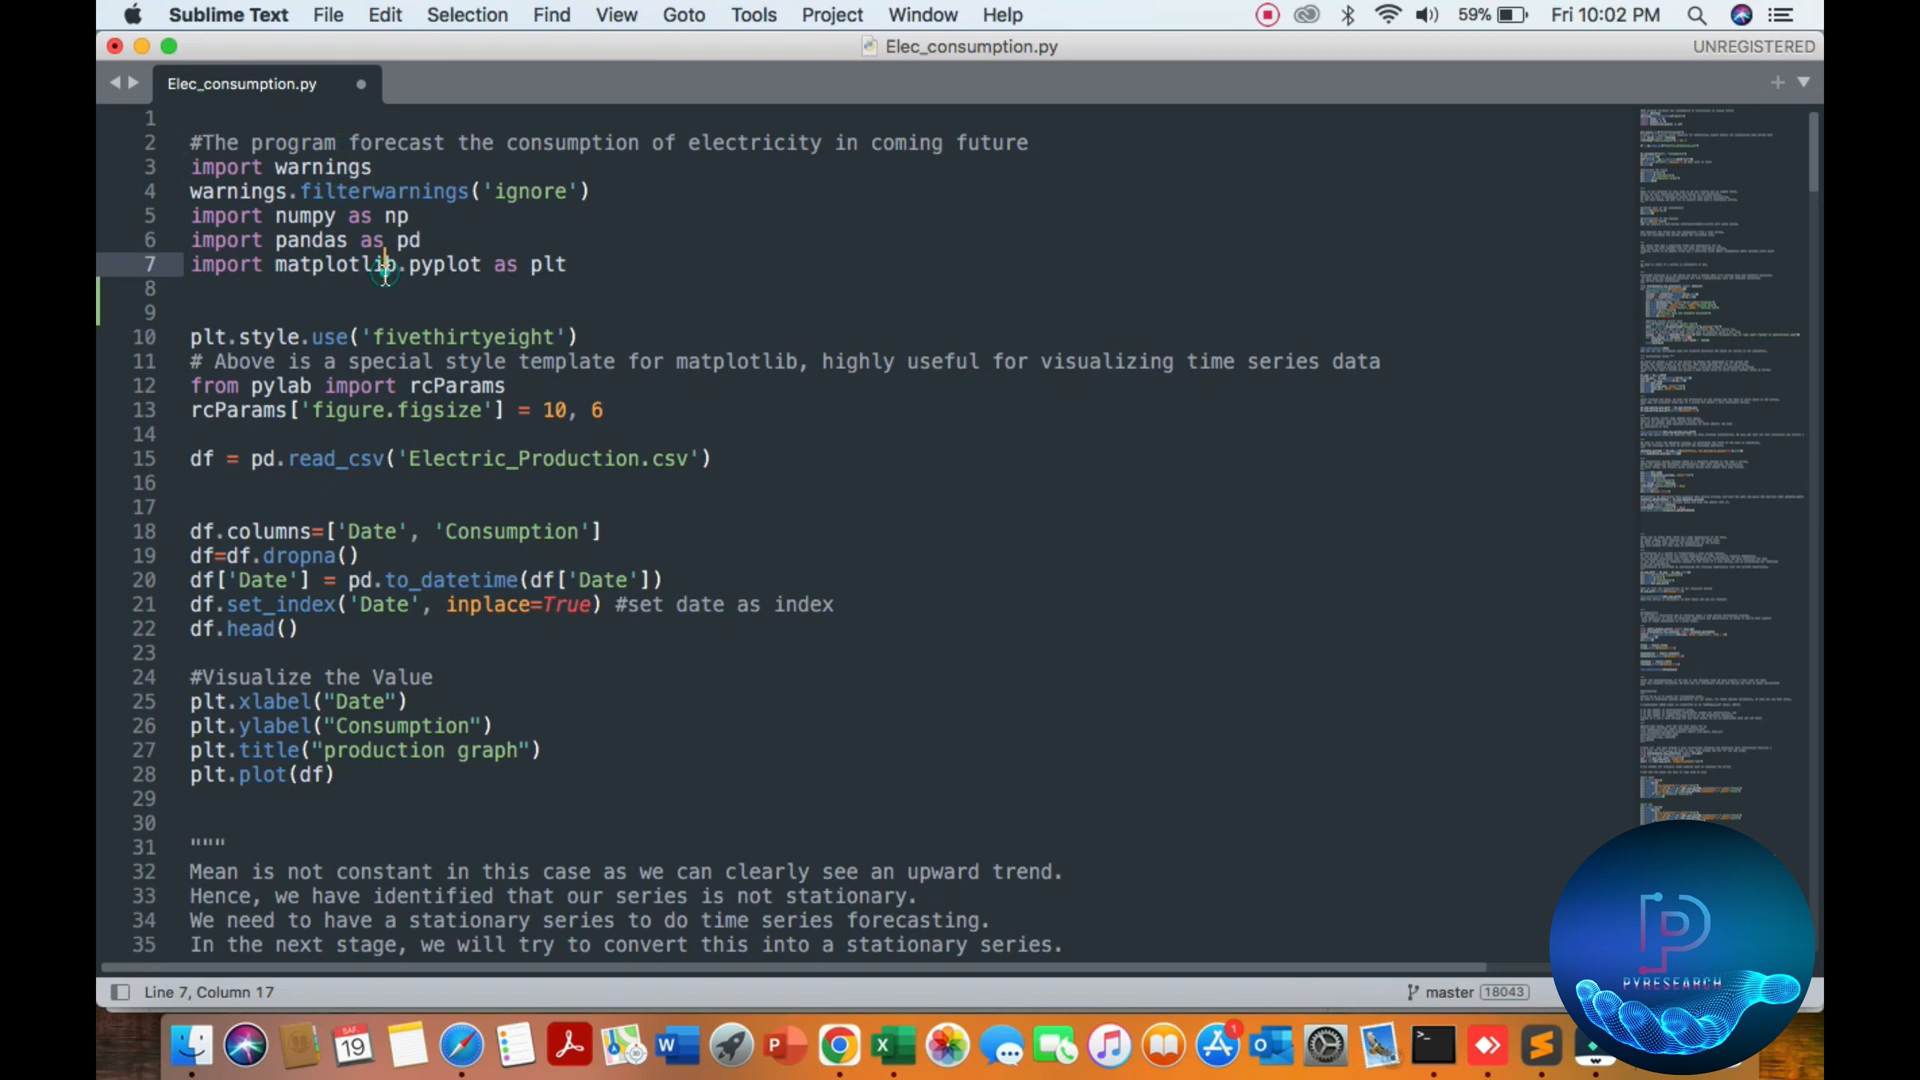 Sublime Text File Edit Selection Find View Goto Tools Project Window Help 59% Fri 10:02 PM
Elec_consumption.py UNREGISTERED
Elec_consumption.py
1
2 #The program forecast the consumption of electricity in coming future
3 import warnings
4 warnings.filterwarnings('ignore')
5 import numpy as np
6 import pandas as pd
7 import matplotlib.pyplot as plt
8
9
10 plt.style.use('fivethirtyeight')
11 # Above is a special style template for matplotlib, highly useful for visualizing time series data
12 from pylab import rcParams
13 rcParams['figure.figsize'] = 10, 6
14
15 df = pd.read_csv('Electric_Production.csv')
16
17
18 df.columns=['Date', 'Consumption']
19 df=df.dropna()
20 df['Date'] = pd.to_datetime(df['Date'])
21 df.set_index('Date', inplace=True) #set date as index
22 df.head()
23
24 #Visualize the Value
25 plt.xlabel("Date")
26 plt.ylabel("Consumption")
27 plt.title("production graph")
28 plt.plot(df)
29
30
31 """
32 Mean is not constant in this case as we can clearly see an upward trend.
33 Hence, we have identified that our series is not stationary.
34 We need to have a stationary series to do time series forecasting.
35 In the next stage, we will try to convert this into a stationary series.
PYRESEARCH
Line 7, Column 17 master 18043
19
1